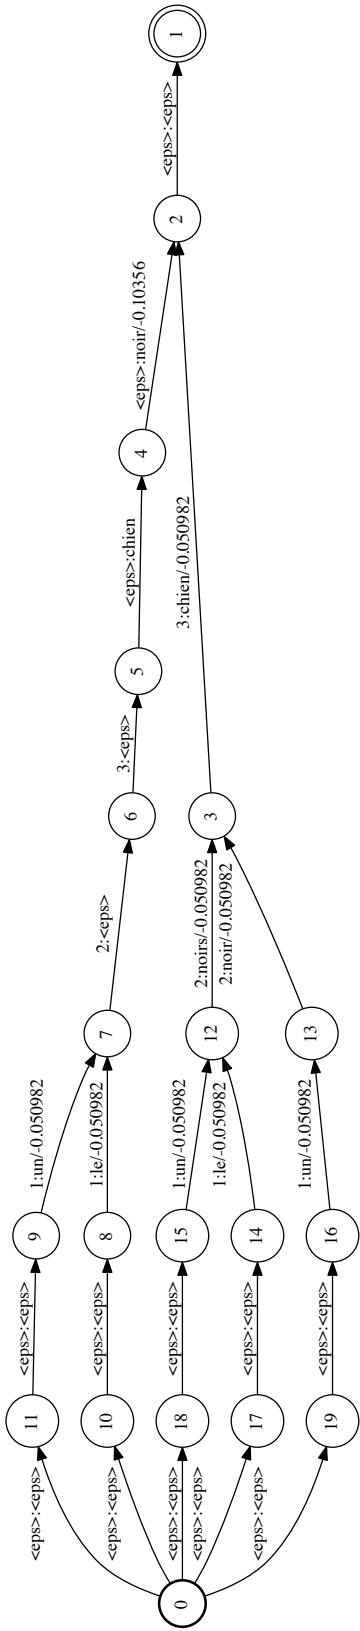 0
<eps>:<eps>
11
<eps>:<eps>
9
1:un/-0.050982
<eps>:<eps>
10
<eps>:<eps>
8
1:le/-0.050982
7
2:<eps>
6
3:<eps>
5
<eps>:chien
4
<eps>:noir/-0.10356
2
<eps>:<eps>
1
<eps>:<eps>
18
<eps>:<eps>
15
1:un/-0.050982
<eps>:<eps>
17
<eps>:<eps>
14
1:le/-0.050982
12
2:noirs/-0.050982
3
3:chien/-0.050982
<eps>:<eps>
19
<eps>:<eps>
16
1:un/-0.050982
13
2:noir/-0.050982